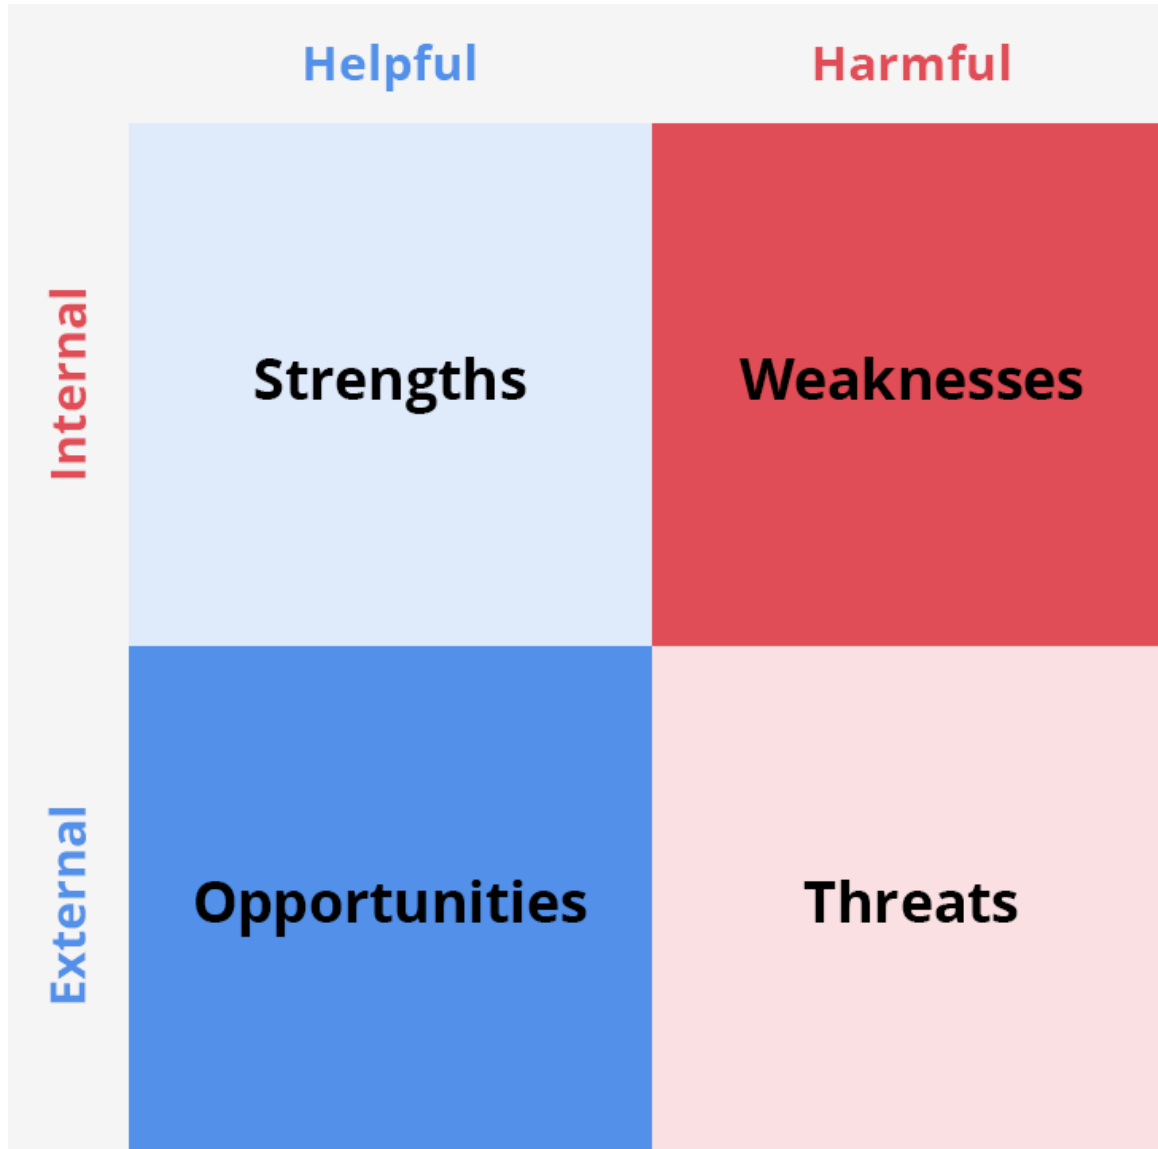 Helpful
Harmful
Internal
Strengths
Weaknesses
External
Opportunities
Threats